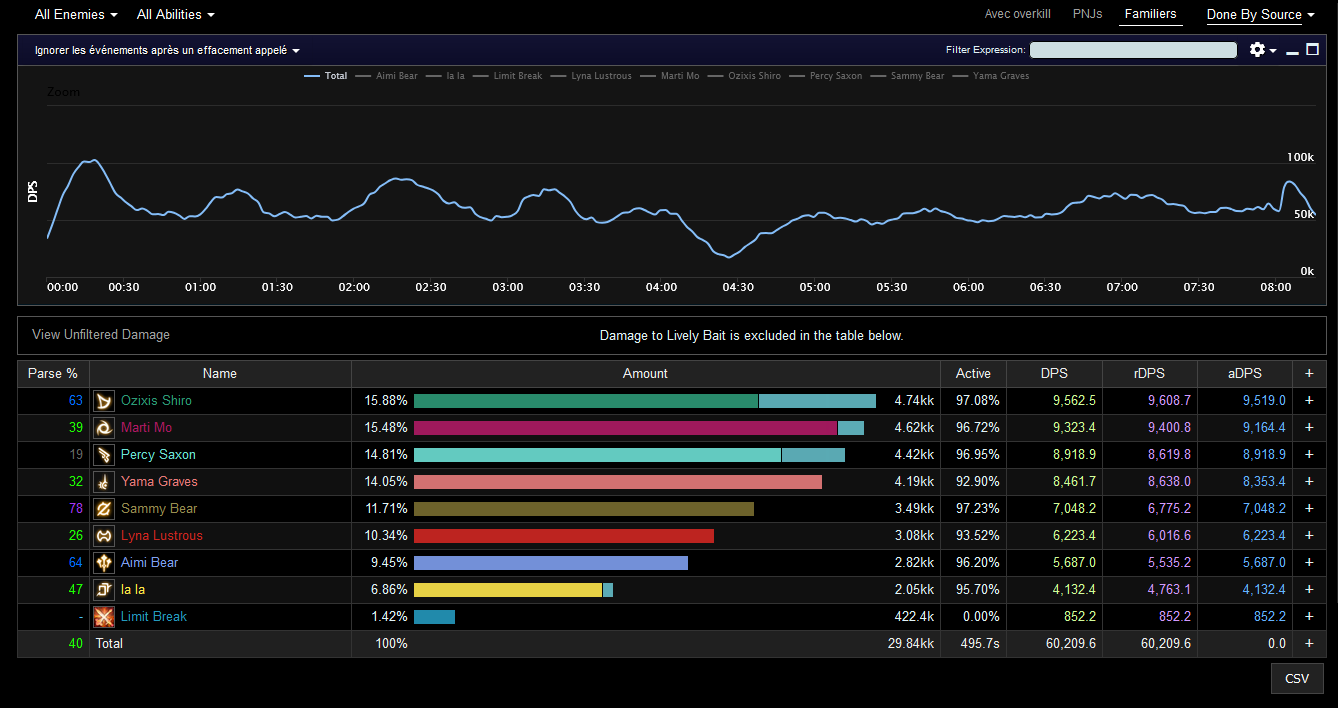 All Enemies All Abilities Avec overkill PNJs Familiers Done By Source
Ignorer les événements après un effacement appelé Filter Expression:
Total Aimi Bear la la Limit Break Lyna Lustrous Marti Mo Ozixis Shiro Percy Saxon Sammy Bear Yama Graves
Zoom
100k
DPS
50k
0k
00:00 00:30 01:00 01:30 02:00 02:30 03:00 03:30 04:00 04:30 05:00 05:30 06:00 06:30 07:00 07:30 08:00
View Unfiltered Damage Damage to Lively Bait is excluded in the table below.
Parse % Name Amount Active DPS rDPS aDPS +
63 Ozixis Shiro 15.88% 4.74kk 97.08% 9,562.5 9,608.7 9,519.0 +
39 Marti Mo 15.48% 4.62kk 96.72% 9,323.4 9,400.8 9,164.4 +
19 Percy Saxon 14.81% 4.42kk 96.95% 8,918.9 8,619.8 8,918.9 +
32 Yama Graves 14.05% 4.19kk 92.90% 8,461.7 8,638.0 8,353.4 +
78 Sammy Bear 11.71% 3.49kk 97.23% 7,048.2 6,775.2 7,048.2 +
26 Lyna Lustrous 10.34% 3.08kk 93.52% 6,223.4 6,016.6 6,223.4 +
64 Aimi Bear 9.45% 2.82kk 96.20% 5,687.0 5,535.2 5,687.0 +
47 la la 6.86% 2.05kk 95.70% 4,132.4 4,763.1 4,132.4 +
- Limit Break 1.42% 422.4k 0.00% 852.2 852.2 852.2 +
40 Total 100% 29.84kk 495.7s 60,209.6 60,209.6 0.0 +
CSV